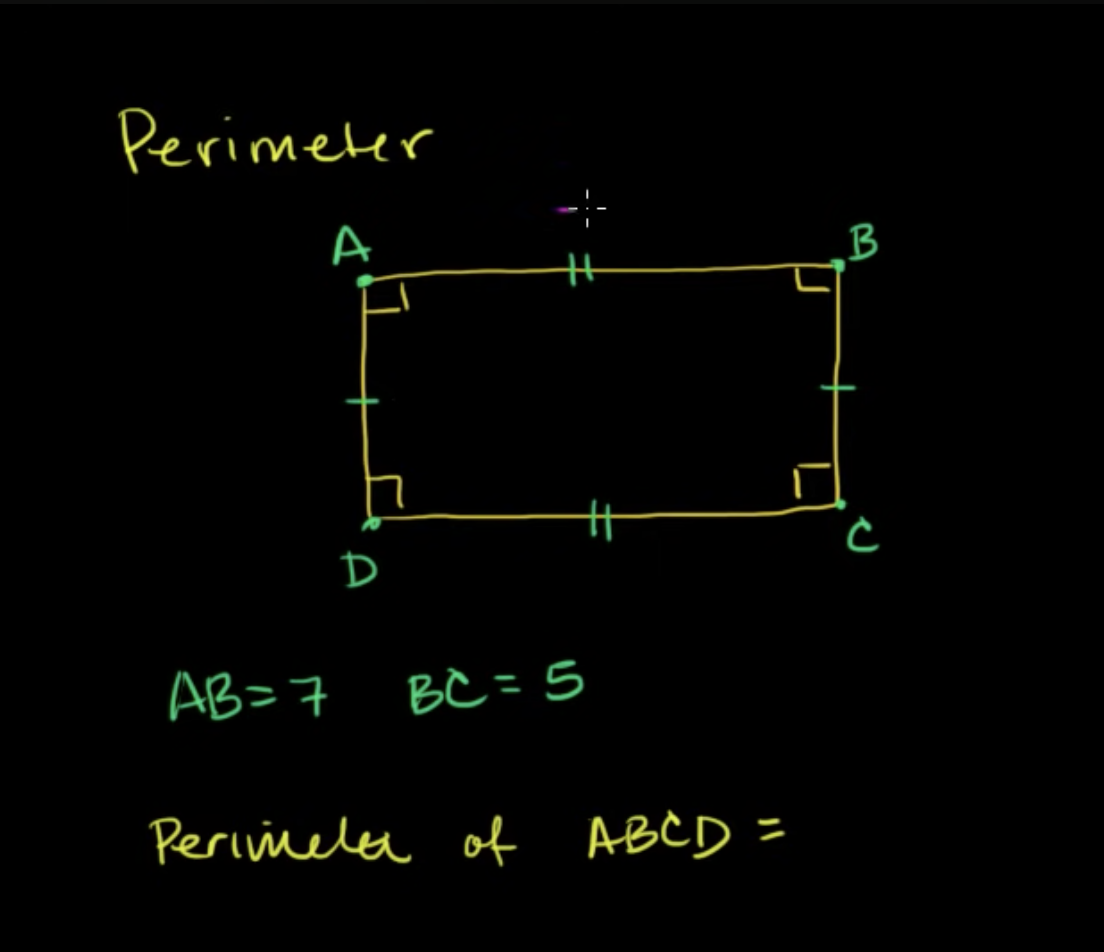 Perimeter
A B
D C
AB=7 BC=5
Perimeter of ABCD =